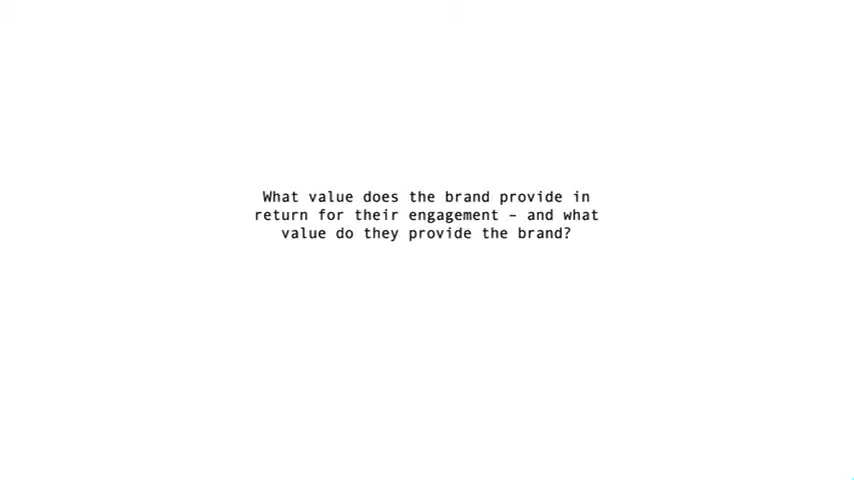 What value does the brand provide in
return for their engagement – and what
value do they provide the brand?